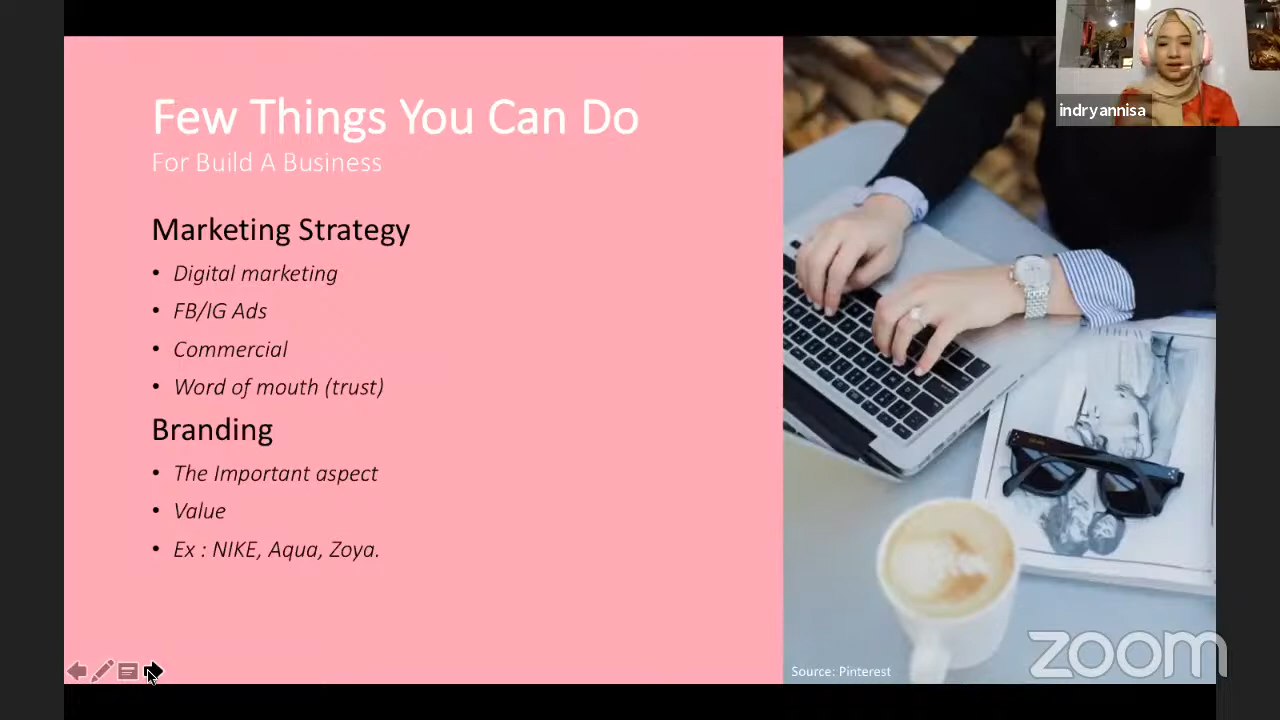 indryannisa
Few Things You Can Do
For Build A Business
Marketing Strategy
• Digital marketing
• FB/IG Ads
• Commercial
• Word of mouth (trust)
Branding
• The Important aspect
• Value
• Ex : NIKE, Aqua, Zoya.
Source: Pinterest
zoom